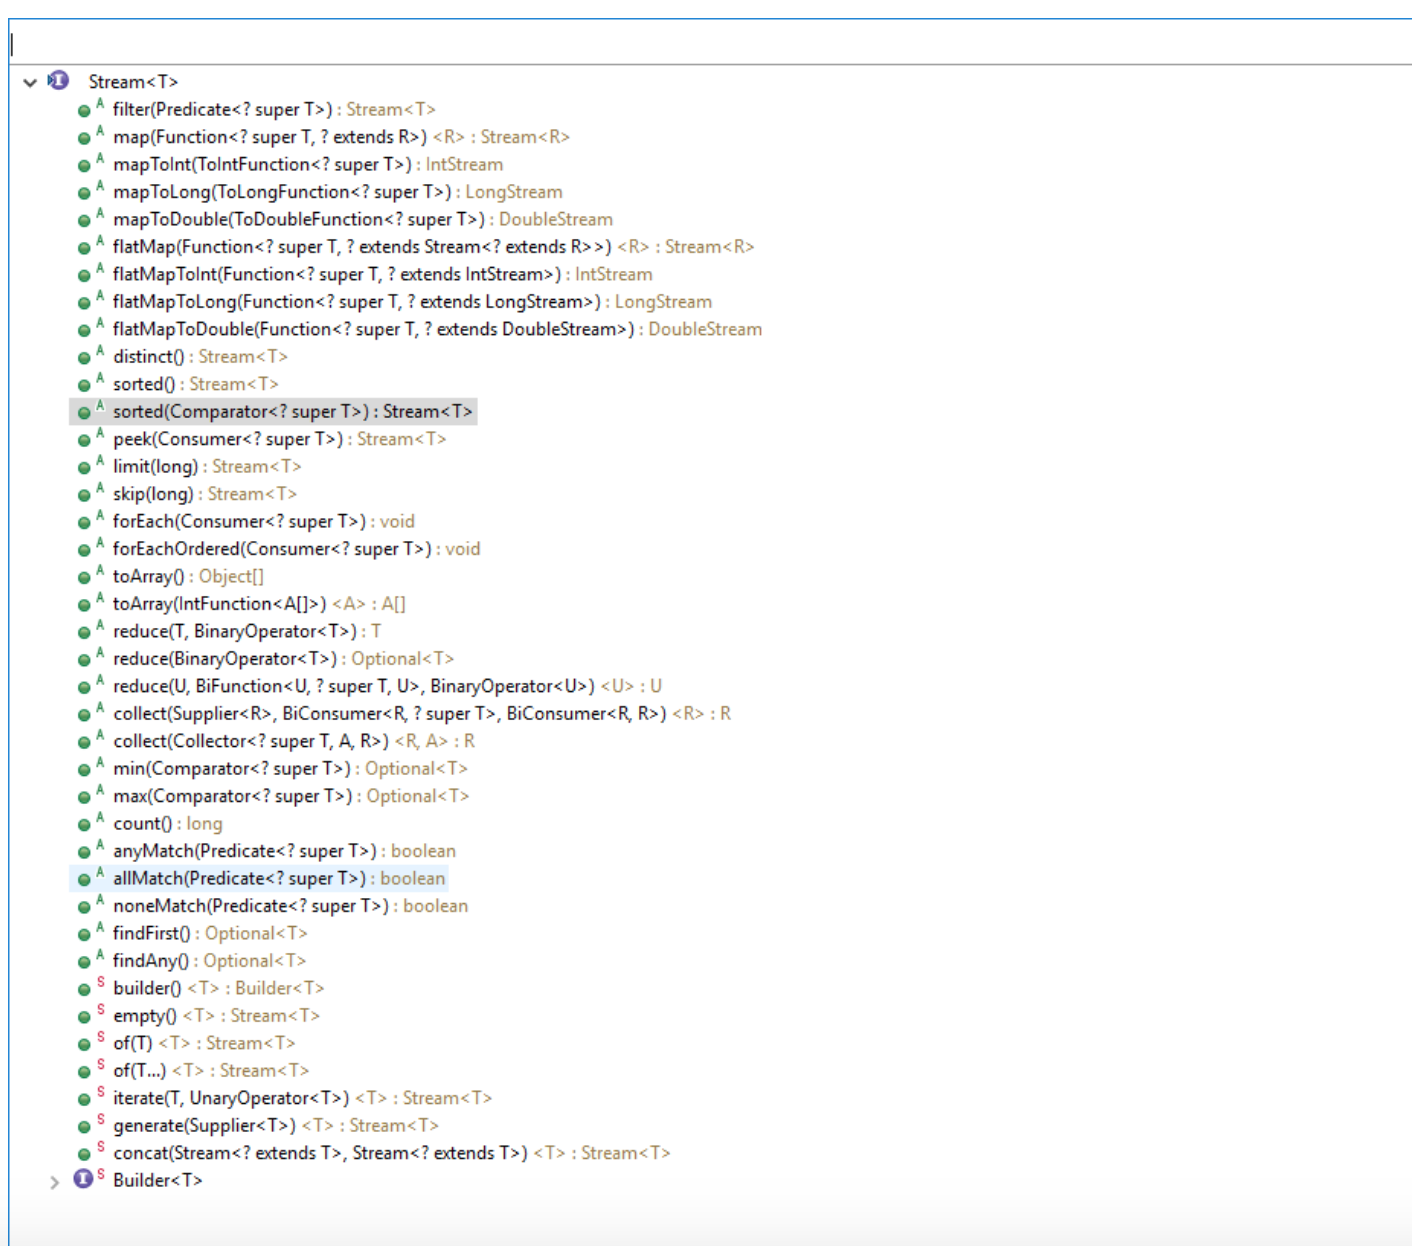 Stream<T>
A filter(Predicate<? super T>) : Stream<T>
A map(Function<? super T, ? extends R>) <R> : Stream<R>
A mapToInt(ToIntFunction<? super T>) : IntStream
A mapToLong(ToLongFunction<? super T>) : LongStream
A mapToDouble(ToDoubleFunction<? super T>) : DoubleStream
A flatMap(Function<? super T, ? extends Stream<? extends R>>) <R> : Stream<R>
A flatMapToInt(Function<? super T, ? extends IntStream>) : IntStream
A flatMapToLong(Function<? super T, ? extends LongStream>) : LongStream
A flatMapToDouble(Function<? super T, ? extends DoubleStream>) : DoubleStream
A distinct() : Stream<T>
A sorted() : Stream<T>
A sorted(Comparator<? super T>) : Stream<T>
A peek(Consumer<? super T>) : Stream<T>
A limit(long) : Stream<T>
A skip(long) : Stream<T>
A forEach(Consumer<? super T>) : void
A forEachOrdered(Consumer<? super T>) : void
A toArray() : Object[]
A toArray(IntFunction<A[]>) <A> : A[]
A reduce(T, BinaryOperator<T>) : T
A reduce(BinaryOperator<T>) : Optional<T>
A reduce(U, BiFunction<U, ? super T, U>, BinaryOperator<U>) <U> : U
A collect(Supplier<R>, BiConsumer<R, ? super T>, BiConsumer<R, R>) <R> : R
A collect(Collector<? super T, A, R>) <R, A> : R
A min(Comparator<? super T>) : Optional<T>
A max(Comparator<? super T>) : Optional<T>
A count() : long
A anyMatch(Predicate<? super T>) : boolean
A allMatch(Predicate<? super T>) : boolean
A noneMatch(Predicate<? super T>) : boolean
A findFirst() : Optional<T>
A findAny() : Optional<T>
S builder() <T> : Builder<T>
S empty() <T> : Stream<T>
S of(T) <T> : Stream<T>
S of(T...) <T> : Stream<T>
S iterate(T, UnaryOperator<T>) <T> : Stream<T>
S generate(Supplier<T>) <T> : Stream<T>
S concat(Stream<? extends T>, Stream<? extends T>) <T> : Stream<T>
S Builder<T>